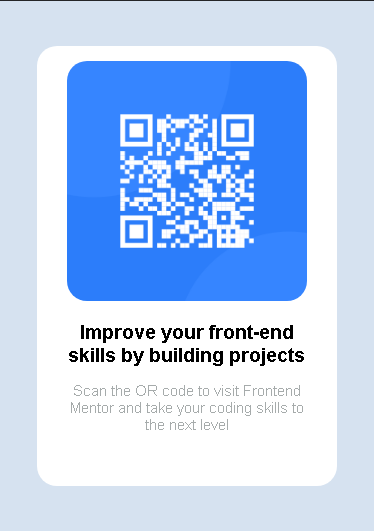 Improve your front-end
skills by building projects
Scan the OR code to visit Frontend
Mentor and take your coding skills to
the next level